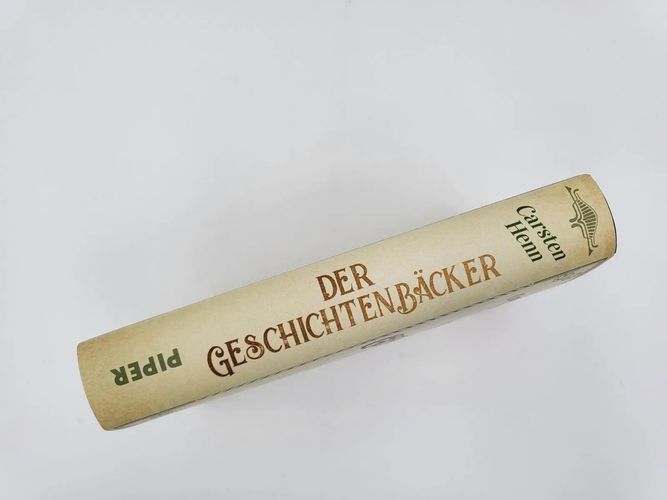 Carsten
Henn
DER
GESCHICHTENBÄCKER
PIPER